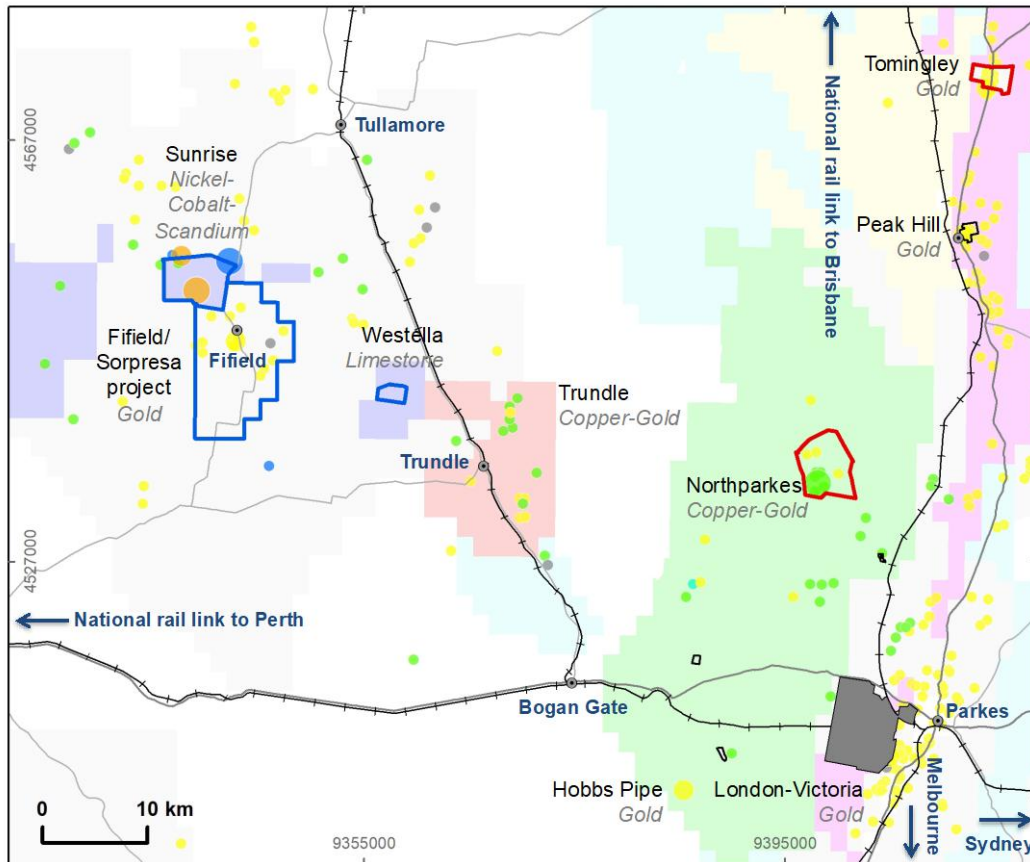 Tomingley
Gold
National rail link to Brisbane
Tullamore
4567000
Sunrise
Nickel-
Cobalt-
Scandium
Peak Hill
Gold
Fifield/
Sorpresa
project
Gold
Fifield
Westella
Limestone
Trundle
Copper-Gold
Trundle
Northparkes
Copper-Gold
4527000
National rail link to Perth
Bogan Gate
Parkes
Hobbs Pipe
Gold
London-Victoria
Gold
Melbourne
Sydney
0 10 km
9355000
9395000